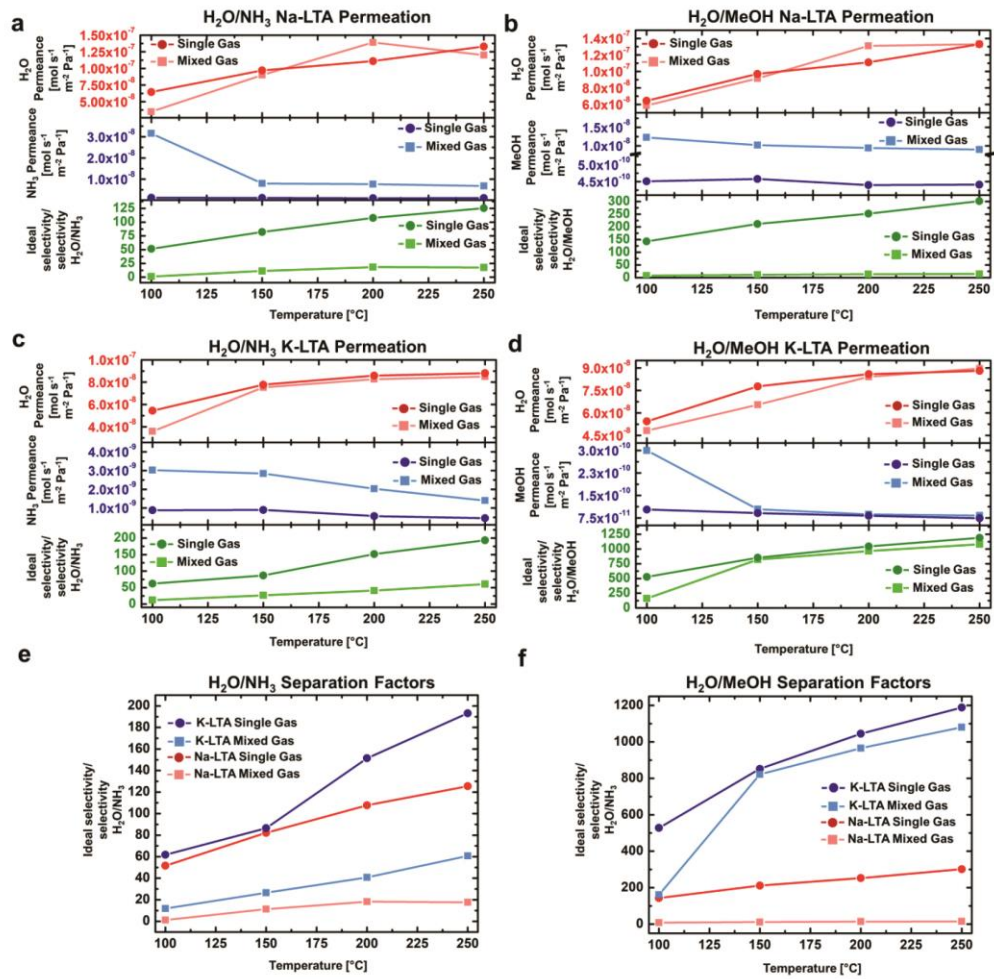 a
H₂O/NH₃ Na-LTA Permeation
H₂O
Permeance
[mol s⁻¹
m⁻² Pa⁻¹]
1.50x10⁻⁷
1.25x10⁻⁷
1.00x10⁻⁷
7.50x10⁻⁸
5.00x10⁻⁸
Single Gas
Mixed Gas
NH₃ Permeance
[mol s⁻¹
m⁻² Pa⁻¹]
3.0x10⁻⁸
2.0x10⁻⁸
1.0x10⁻⁸
Single Gas
Mixed Gas
Ideal
selectivity/
selectivity
H₂O/NH₃
125
100
75
50
25
0
Single Gas
Mixed Gas
100 125 150 175 200 225 250
Temperature [°C]
b
H₂O/MeOH Na-LTA Permeation
H₂O
Permeance
[mol s⁻¹
m⁻² Pa⁻¹]
1.4x10⁻⁷
1.2x10⁻⁷
1.0x10⁻⁷
8.0x10⁻⁸
6.0x10⁻⁸
Single Gas
Mixed Gas
MeOH
Permeance
[mol s⁻¹
m⁻² Pa⁻¹]
1.5x10⁻⁸
1.0x10⁻⁸
5.0x10⁻¹⁰
4.5x10⁻¹⁰
Single Gas
Mixed Gas
Ideal
selectivity/
selectivity
H₂O/MeOH
300
250
200
150
100
50
0
Single Gas
Mixed Gas
100 125 150 175 200 225 250
Temperature [°C]
c
H₂O/NH₃ K-LTA Permeation
H₂O
Permeance
[mol s⁻¹
m⁻² Pa⁻¹]
1.0x10⁻⁷
8.0x10⁻⁸
6.0x10⁻⁸
4.0x10⁻⁸
Single Gas
Mixed Gas
NH₃ Permeance
[mol s⁻¹
m⁻² Pa⁻¹]
4.0x10⁻⁹
3.0x10⁻⁹
2.0x10⁻⁹
1.0x10⁻⁹
Single Gas
Mixed Gas
Ideal
selectivity/
selectivity
H₂O/NH₃
200
150
100
50
0
Single Gas
Mixed Gas
100 125 150 175 200 225 250
Temperature [°C]
d
H₂O/MeOH K-LTA Permeation
H₂O
Permeance
[mol s⁻¹
m⁻² Pa⁻¹]
9.0x10⁻⁸
7.5x10⁻⁸
6.0x10⁻⁸
4.5x10⁻⁸
Single Gas
Mixed Gas
MeOH
Permeance
[mol s⁻¹
m⁻² Pa⁻¹]
3.0x10⁻¹⁰
2.3x10⁻¹⁰
1.5x10⁻¹⁰
7.5x10⁻¹¹
Single Gas
Mixed Gas
Ideal
selectivity/
selectivity
H₂O/MeOH
1250
1000
750
500
250
0
Single Gas
Mixed Gas
100 125 150 175 200 225 250
Temperature [°C]
e
H₂O/NH₃ Separation Factors
Ideal selectivity/
selectivity
H₂O/NH₃
200
180
160
140
120
100
80
60
40
20
0
K-LTA Single Gas
K-LTA Mixed Gas
Na-LTA Single Gas
Na-LTA Mixed Gas
100 125 150 175 200 225 250
Temperature [°C]
f
H₂O/MeOH Separation Factors
Ideal selectivity/
selectivity
H₂O/NH₃
1200
1000
800
600
400
200
0
K-LTA Single Gas
K-LTA Mixed Gas
Na-LTA Single Gas
Na-LTA Mixed Gas
100 125 150 175 200 225 250
Temperature [°C]